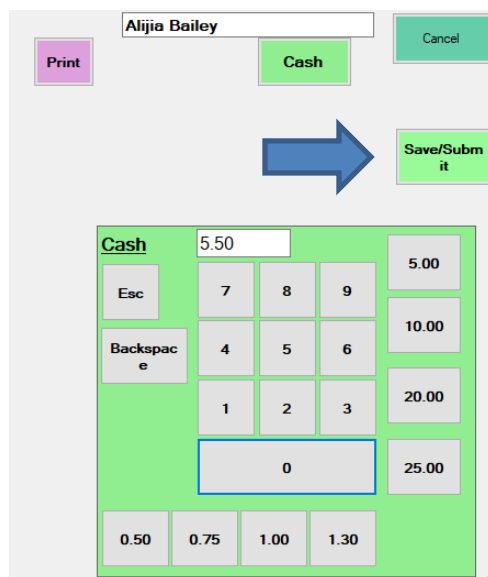 Alijia Bailey
Cancel
Print
Cash
Save/Subm
it
Cash
5.50
5.00
Esc
7 8 9
10.00
Backspac
e
4 5 6
20.00
1 2 3
0
25.00
0.50 0.75 1.00 1.30